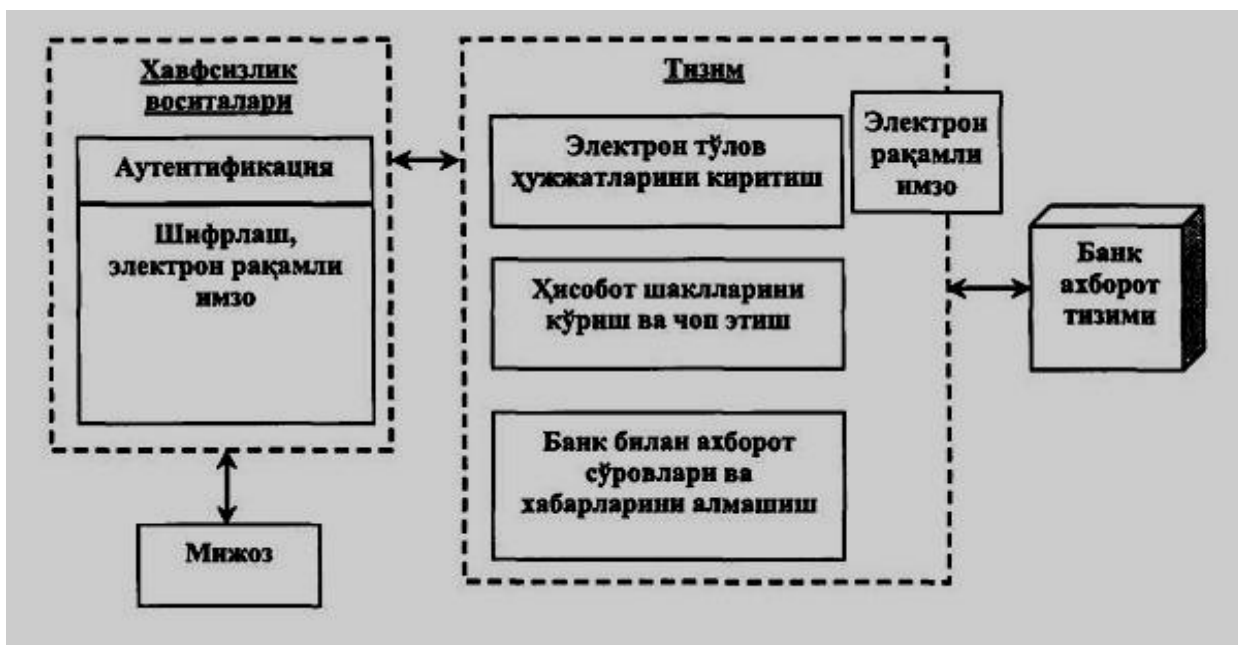 Хавфсизлик
воситалари
Аутентификация
Шифрлаш,
электрон рақамли
имзо
Мижоз
Тизим
Электрон тўлов
ҳужжатларини киритиш
Электрон
рақамли
имзо
Ҳисобот шаклларини
кўриш ва чоп этиш
Банк билан ахборот
сўровлари ва
хабарларини алмашиш
Банк
ахборот
тизими